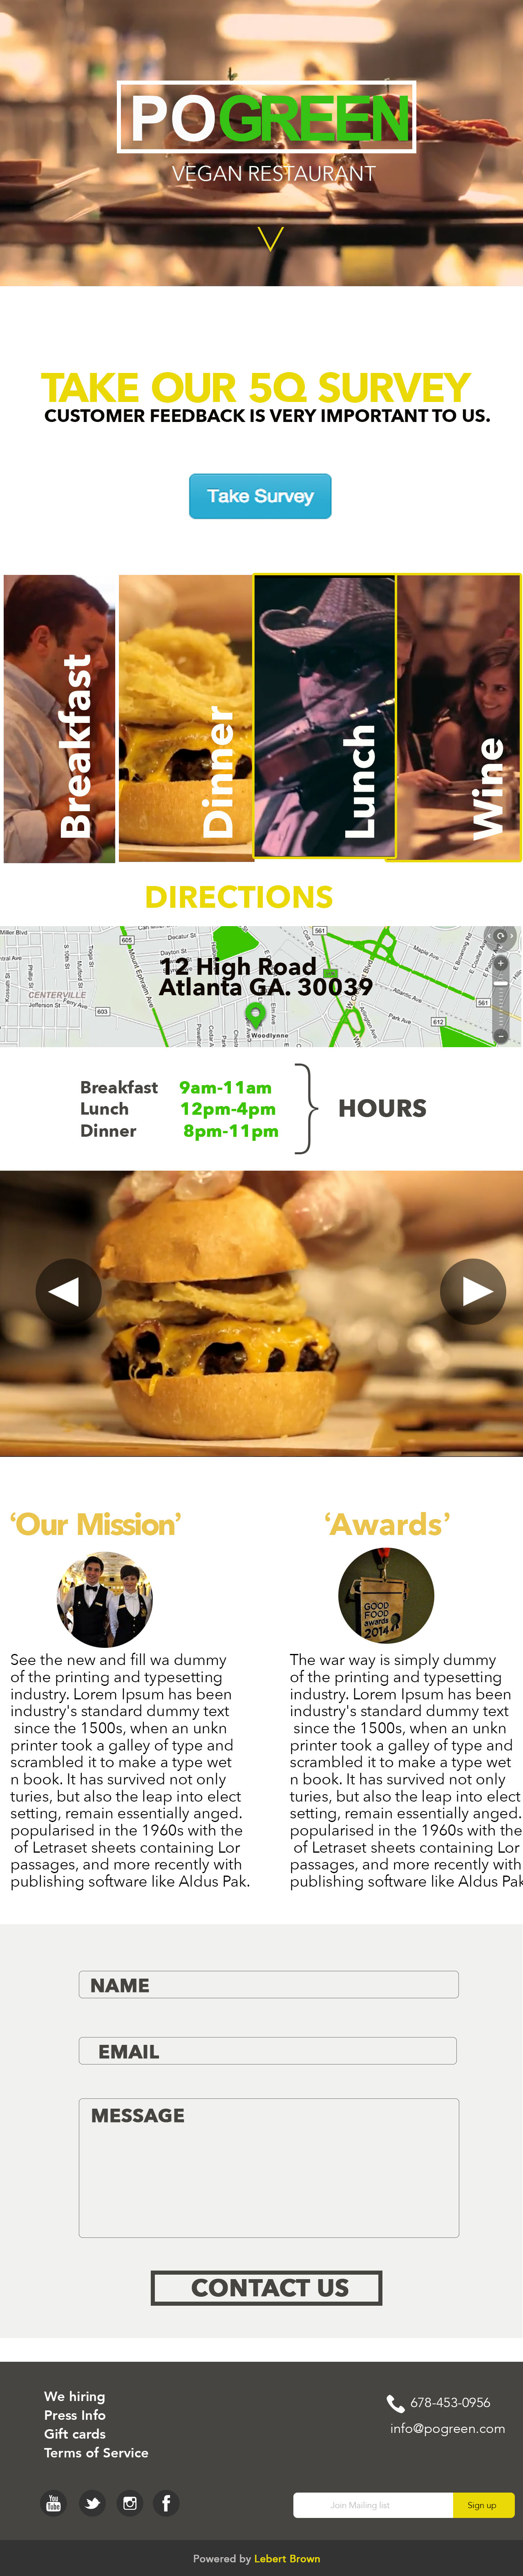 POGREEN
VEGAN RESTAURANT
TAKE OUR 5Q SURVEY
CUSTOMER FEEDBACK IS VERY IMPORTANT TO US.
Take Survey
Breakfast
Dinner
Lunch
Wine
DIRECTIONS
Miller Blvd
605
Decatur St
561
Dayton St
Maple Ave
12 High Road
Atlanta GA. 30039
CENTERVILLE
Jefferson St
603
Atlantic Ave
561
Park Ave
612
Woodlynne
Breakfast 9am-11am
Lunch 12pm-4pm
Dinner 8pm-11pm
HOURS
‘Our Mission’
See the new and fill wa dummy
of the printing and typesetting
industry. Lorem Ipsum has been
industry's standard dummy text
since the 1500s, when an unkn
printer took a galley of type and
scrambled it to make a type wet
n book. It has survived not only
turies, but also the leap into elect
setting, remain essentially anged.
popularised in the 1960s with the
of Letraset sheets containing Lor
passages, and more recently with
publishing software like Aldus Pak.
‘Awards’
GOOD
FOOD
awards
2014
The war way is simply dummy
of the printing and typesetting
industry. Lorem Ipsum has been
industry's standard dummy text
since the 1500s, when an unkn
printer took a galley of type and
scrambled it to make a type wet
n book. It has survived not only
turies, but also the leap into elect
setting, remain essentially anged.
popularised in the 1960s with the
of Letraset sheets containing Lor
passages, and more recently with
publishing software like Aldus Pak
NAME
EMAIL
MESSAGE
CONTACT US
We hiring
Press Info
Gift cards
Terms of Service
678-453-0956
info@pogreen.com
You Tube
Join Mailing list
Sign up
Powered by Lebert Brown